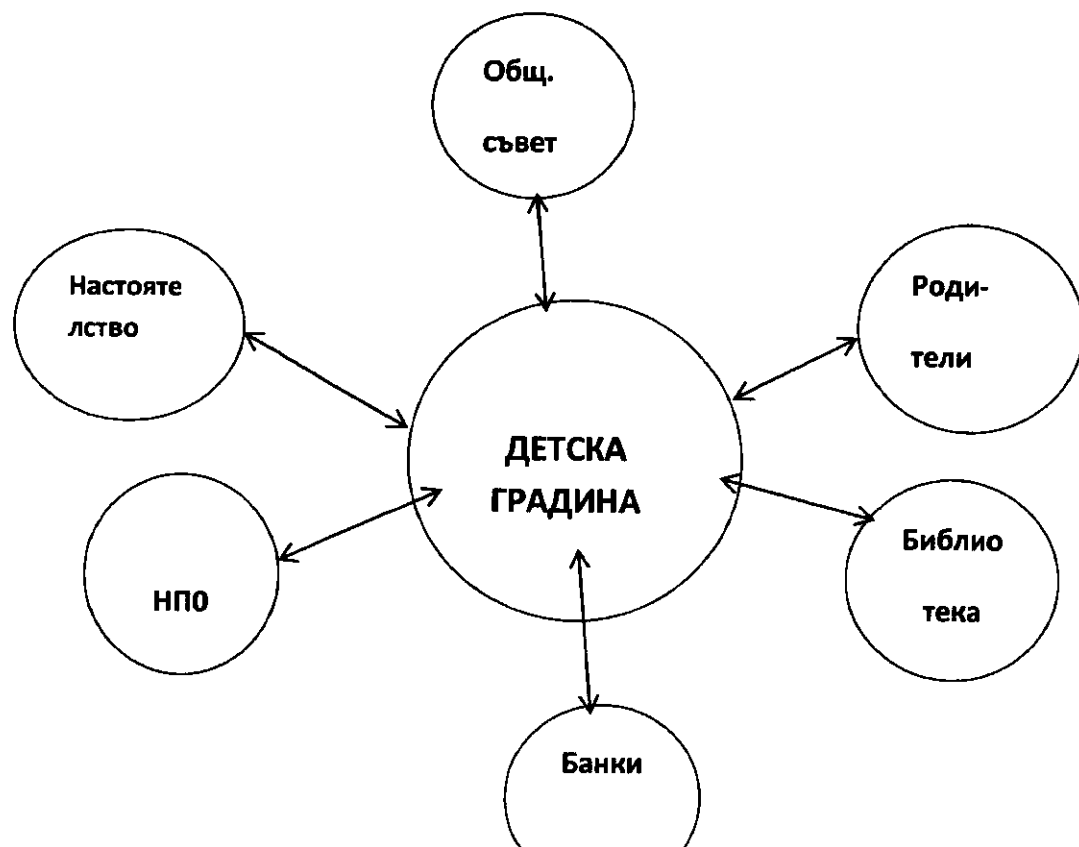 Общ.
съвет
Настояте
лство
Роди-
тели
ДЕТСКА
ГРАДИНА
Библио
тека
НП0
Банки